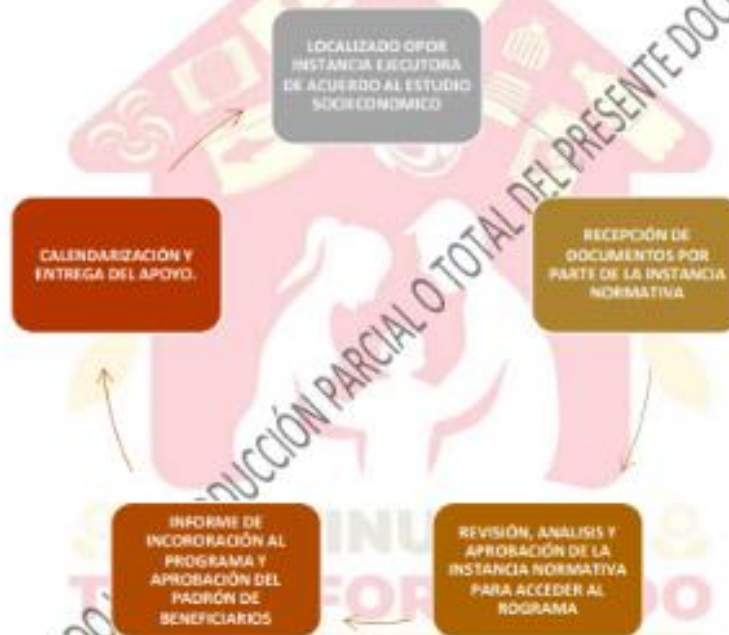 LOCALIZADO OPOR
INSTANCIA EJECUTORA
DE ACUERDO AL ESTUDIO
SOCIECONOMICO
RECEPCIÓN DE
DOCUMENTOS POR
PARTE DE LA INSTANCIA
NORMATIVA
REVISIÓN, ANALISIS Y
APROBACIÓN DE LA
INSTANCIA NORMATIVA
PARA ACCEDER AL
ROGRAMA
INFORME DE
INCORORACIÓN AL
PROGRAMA Y
APROBACIÓN DEL
PADRÓN DE
BENEFICIARIOS
CALENDARIZACIÓN Y
ENTREGA DEL APOYO.
PARCIAL O TOTAL DEL PRESENTE